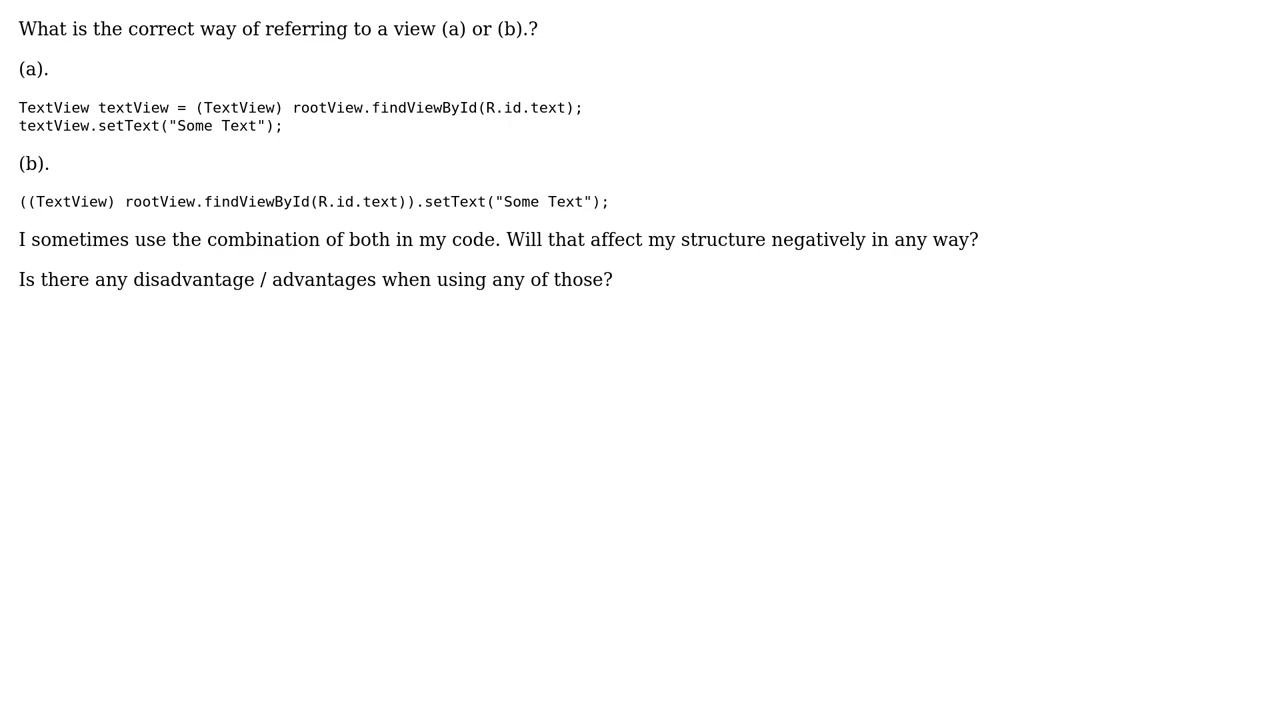 What is the correct way of referring to a view (a) or (b).?
(a).
TextView textView = (TextView) rootView.findViewById(R.id.text);
textView.setText("Some Text");
(b).
((TextView) rootView.findViewById(R.id.text)).setText("Some Text");
I sometimes use the combination of both in my code. Will that affect my structure negatively in any way?
Is there any disadvantage / advantages when using any of those?